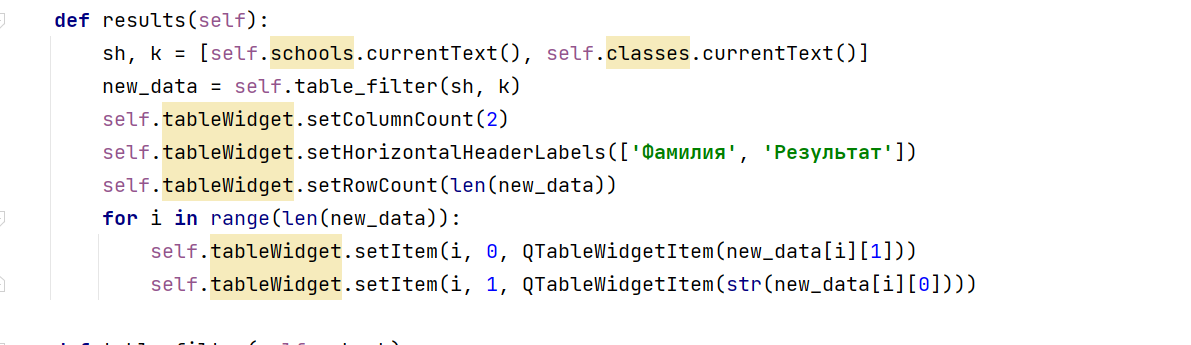 def results(self):
    sh, k = [self.schools.currentText(), self.classes.currentText()]
    new_data = self.table_filter(sh, k)
    self.tableWidget.setColumnCount(2)
    self.tableWidget.setHorizontalHeaderLabels(['Фамилия', 'Результат'])
    self.tableWidget.setRowCount(len(new_data))
    for i in range(len(new_data)):
        self.tableWidget.setItem(i, 0, QTableWidgetItem(new_data[i][1]))
        self.tableWidget.setItem(i, 1, QTableWidgetItem(str(new_data[i][0])))